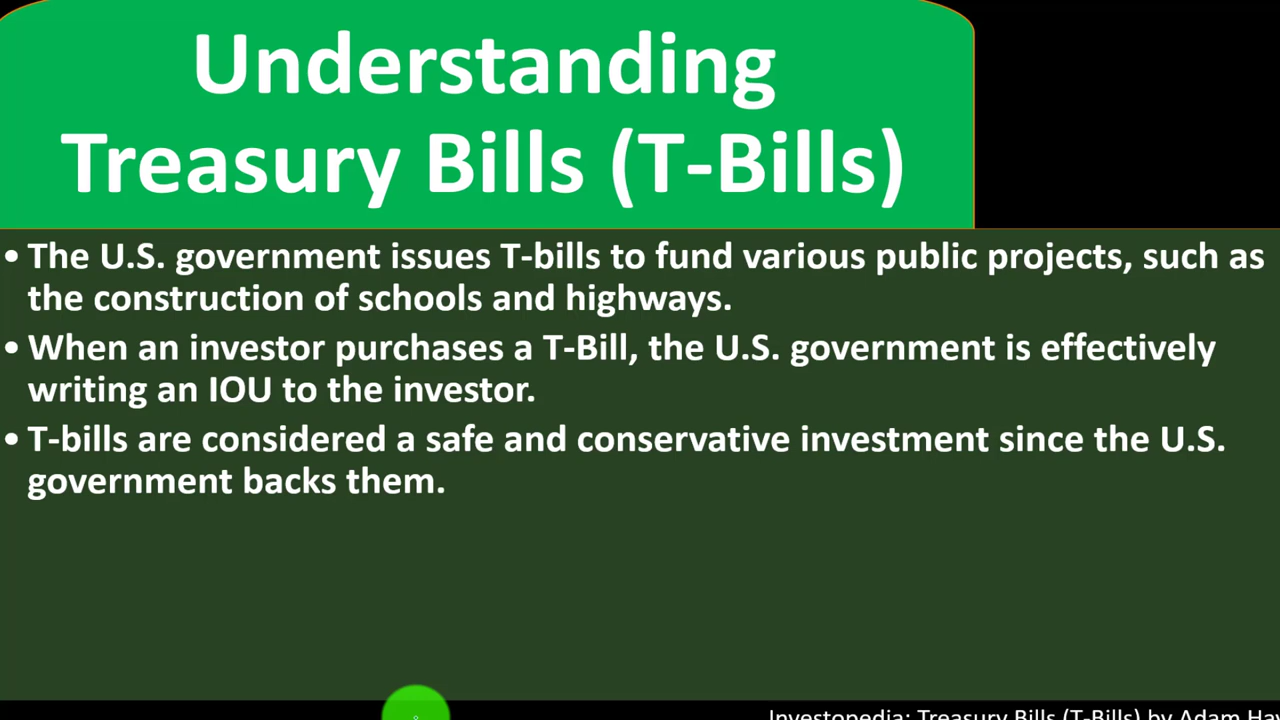 Understanding
Treasury Bills (T-Bills)
• The U.S. government issues T-bills to fund various public projects, such as
the construction of schools and highways.
• When an investor purchases a T-Bill, the U.S. government is effectively
writing an IOU to the investor.
• T-bills are considered a safe and conservative investment since the U.S.
government backs them.
Investopedia: Treasury Bills (T-Bills) by Adam